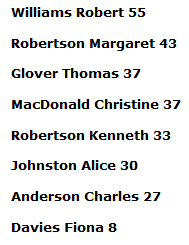 Williams Robert 55
Robertson Margaret 43
Glover Thomas 37
MacDonald Christine 37
Robertson Kenneth 33
Johnston Alice 30
Anderson Charles 27
Davies Fiona 8